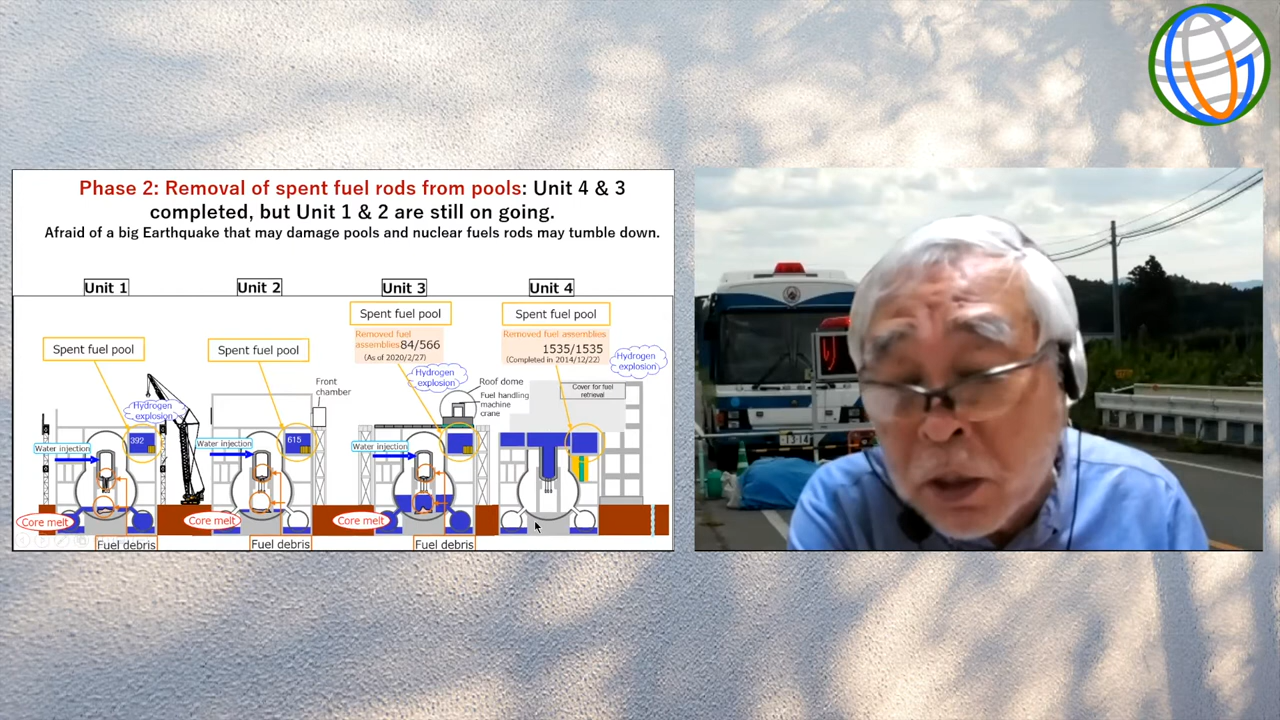 Phase 2: Removal of spent fuel rods from pools: Unit 4 & 3
completed, but Unit 1 & 2 are still on going.
Afraid of a big Earthquake that may damage pools and nuclear fuels rods may tumble down.
Unit 1
Unit 2
Unit 3
Unit 4
Spent fuel pool
Spent fuel pool
Spent fuel pool
Spent fuel pool
Removed fuel
assemblies 84/566
(As of 2020/2/27)
Removed fuel assemblies
1535/1535
(Completed in 2014/12/22)
Hydrogen
explosion
Hydrogen
explosion
Hydrogen
explosion
Front
chamber
Roof dome
Fuel handling
machine
crane
Cover for fuel
retrieval
392
615
Water injection
Water injection
Water injection
Core melt
Core melt
Core melt
Fuel debris
Fuel debris
Fuel debris
1314